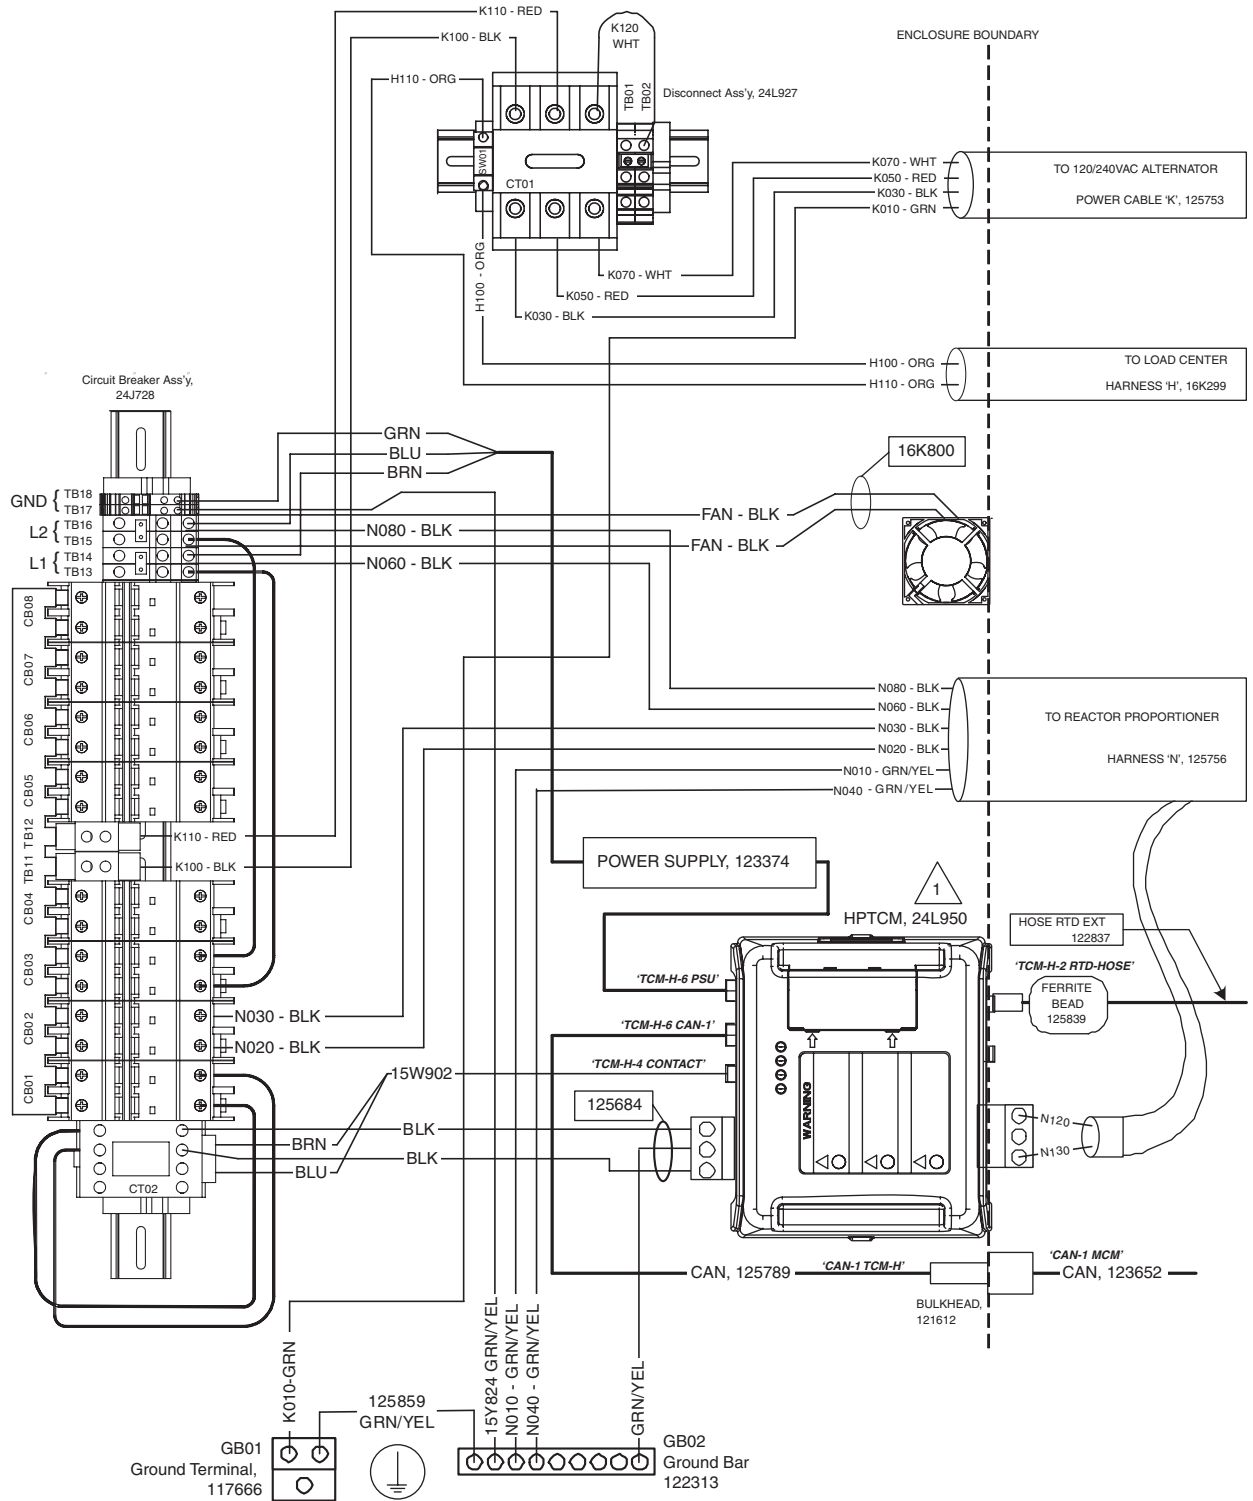 K110 - RED
K100 - BLK
K120
WHT
ENCLOSURE BOUNDARY
H110 - ORG
TB01
TB02
Disconnect Ass'y, 24L927
SW01
CT01
K070 - WHT
K050 - RED
K030 - BLK
K010 - GRN
TO 120/240VAC ALTERNATOR
POWER CABLE 'K', 125753
H100 - ORG
K070 - WHT
K050 - RED
K030 - BLK
H100 - ORG
H110 - ORG
TO LOAD CENTER
HARNESS 'H', 16K299
Circuit Breaker Ass'y,
24J728
GRN
BLU
BRN
16K800
GND { TB18
TB17
L2 { TB16
TB15
L1 { TB14
TB13
FAN - BLK
N080 - BLK
FAN - BLK
N060 - BLK
CB08
CB07
CB06
CB05
TB12
TB11
CB04
CB03
CB02
CB01
N080 - BLK
N060 - BLK
N030 - BLK
N020 - BLK
N010 - GRN/YEL
N040 - GRN/YEL
TO REACTOR PROPORTIONER
HARNESS 'N', 125756
K110 - RED
K100 - BLK
POWER SUPPLY, 123374
1
HPTCM, 24L950
HOSE RTD EXT
122837
'TCM-H-6 PSU'
'TCM-H-2 RTD-HOSE'
FERRITE
BEAD
125839
N030 - BLK
N020 - BLK
'TCM-H-6 CAN-1'
'TCM-H-4 CONTACT'
15W902
WARNING
125684
BLK
BRN
BLK
BLU
N120
N130
CT02
CAN, 125789
'CAN-1 TCM-H'
'CAN-1 MCM'
CAN, 123652
BULKHEAD,
121612
K010-GRN
15Y824 GRN/YEL
N010 - GRN/YEL
N040 - GRN/YEL
GRN/YEL
125859
GRN/YEL
GB01
Ground Terminal,
117666
GB02
Ground Bar
122313